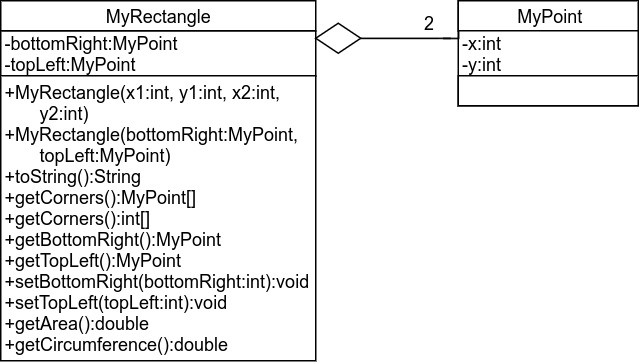 MyRectangle
-bottomRight:MyPoint
-topLeft:MyPoint
+MyRectangle(x1:int, y1:int, x2:int,
y2:int)
+MyRectangle(bottomRight:MyPoint,
topLeft:MyPoint)
+toString():String
+getCorners():MyPoint[]
+getCorners():int[]
+getBottomRight():MyPoint
+getTopLeft():MyPoint
+setBottomRight(bottomRight:int):void
+setTopLeft(topLeft:int):void
+getArea():double
+getCircumference():double
2
MyPoint
-x:int
-y:int